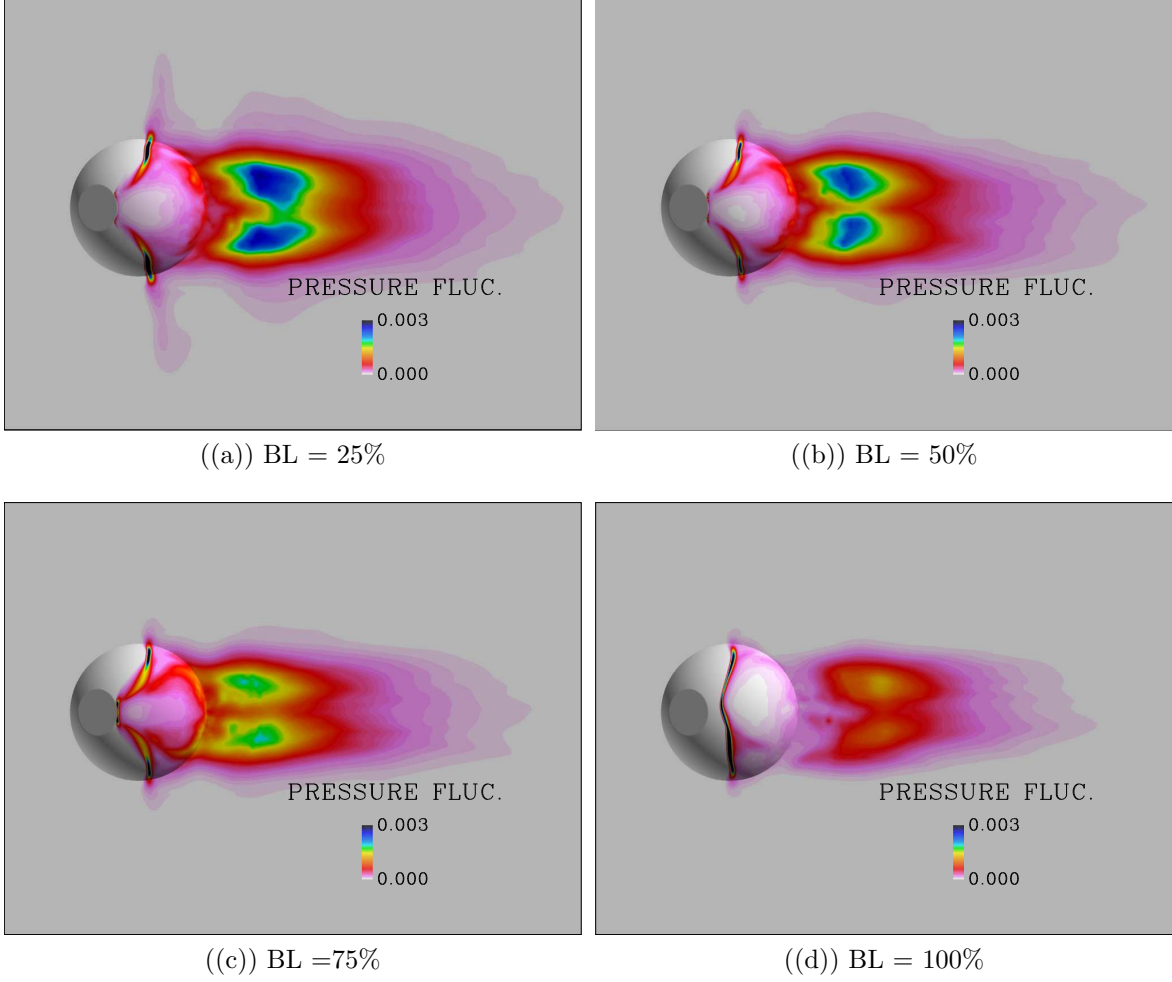 PRESSURE FLUC.
0.003
0.000
((a)) BL = 25%
PRESSURE FLUC.
0.003
0.000
((b)) BL = 50%
PRESSURE FLUC.
0.003
0.000
((c)) BL =75%
PRESSURE FLUC.
0.003
0.000
((d)) BL = 100%